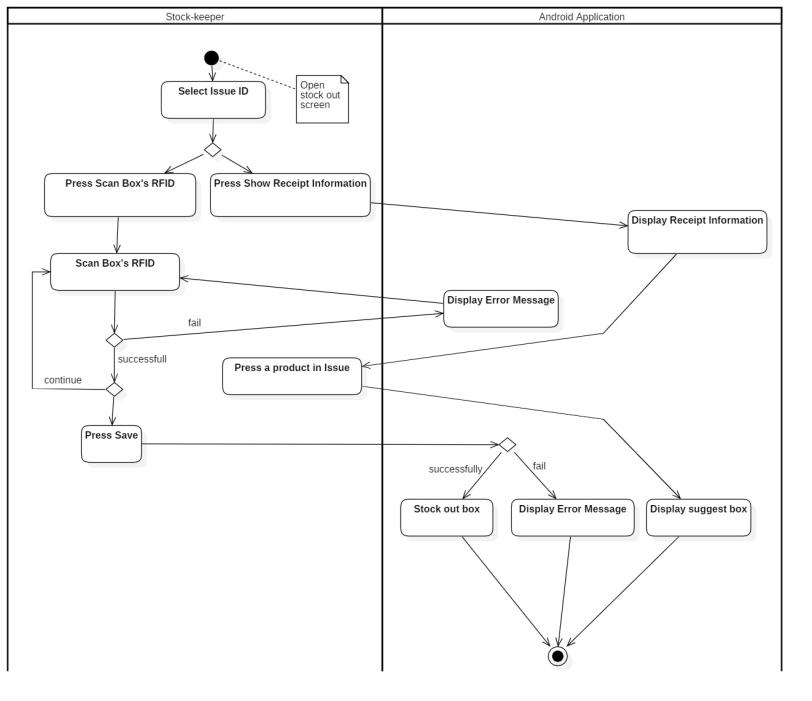 Stock-keeper
Android Application
Open
stock out
screen
Select Issue ID
Press Scan Box's RFID
Press Show Receipt Information
Display Receipt Information
Scan Box's RFID
Display Error Message
fail
successfull
Press a product in Issue
continue
Press Save
successfully
fail
Stock out box
Display Error Message
Display suggest box